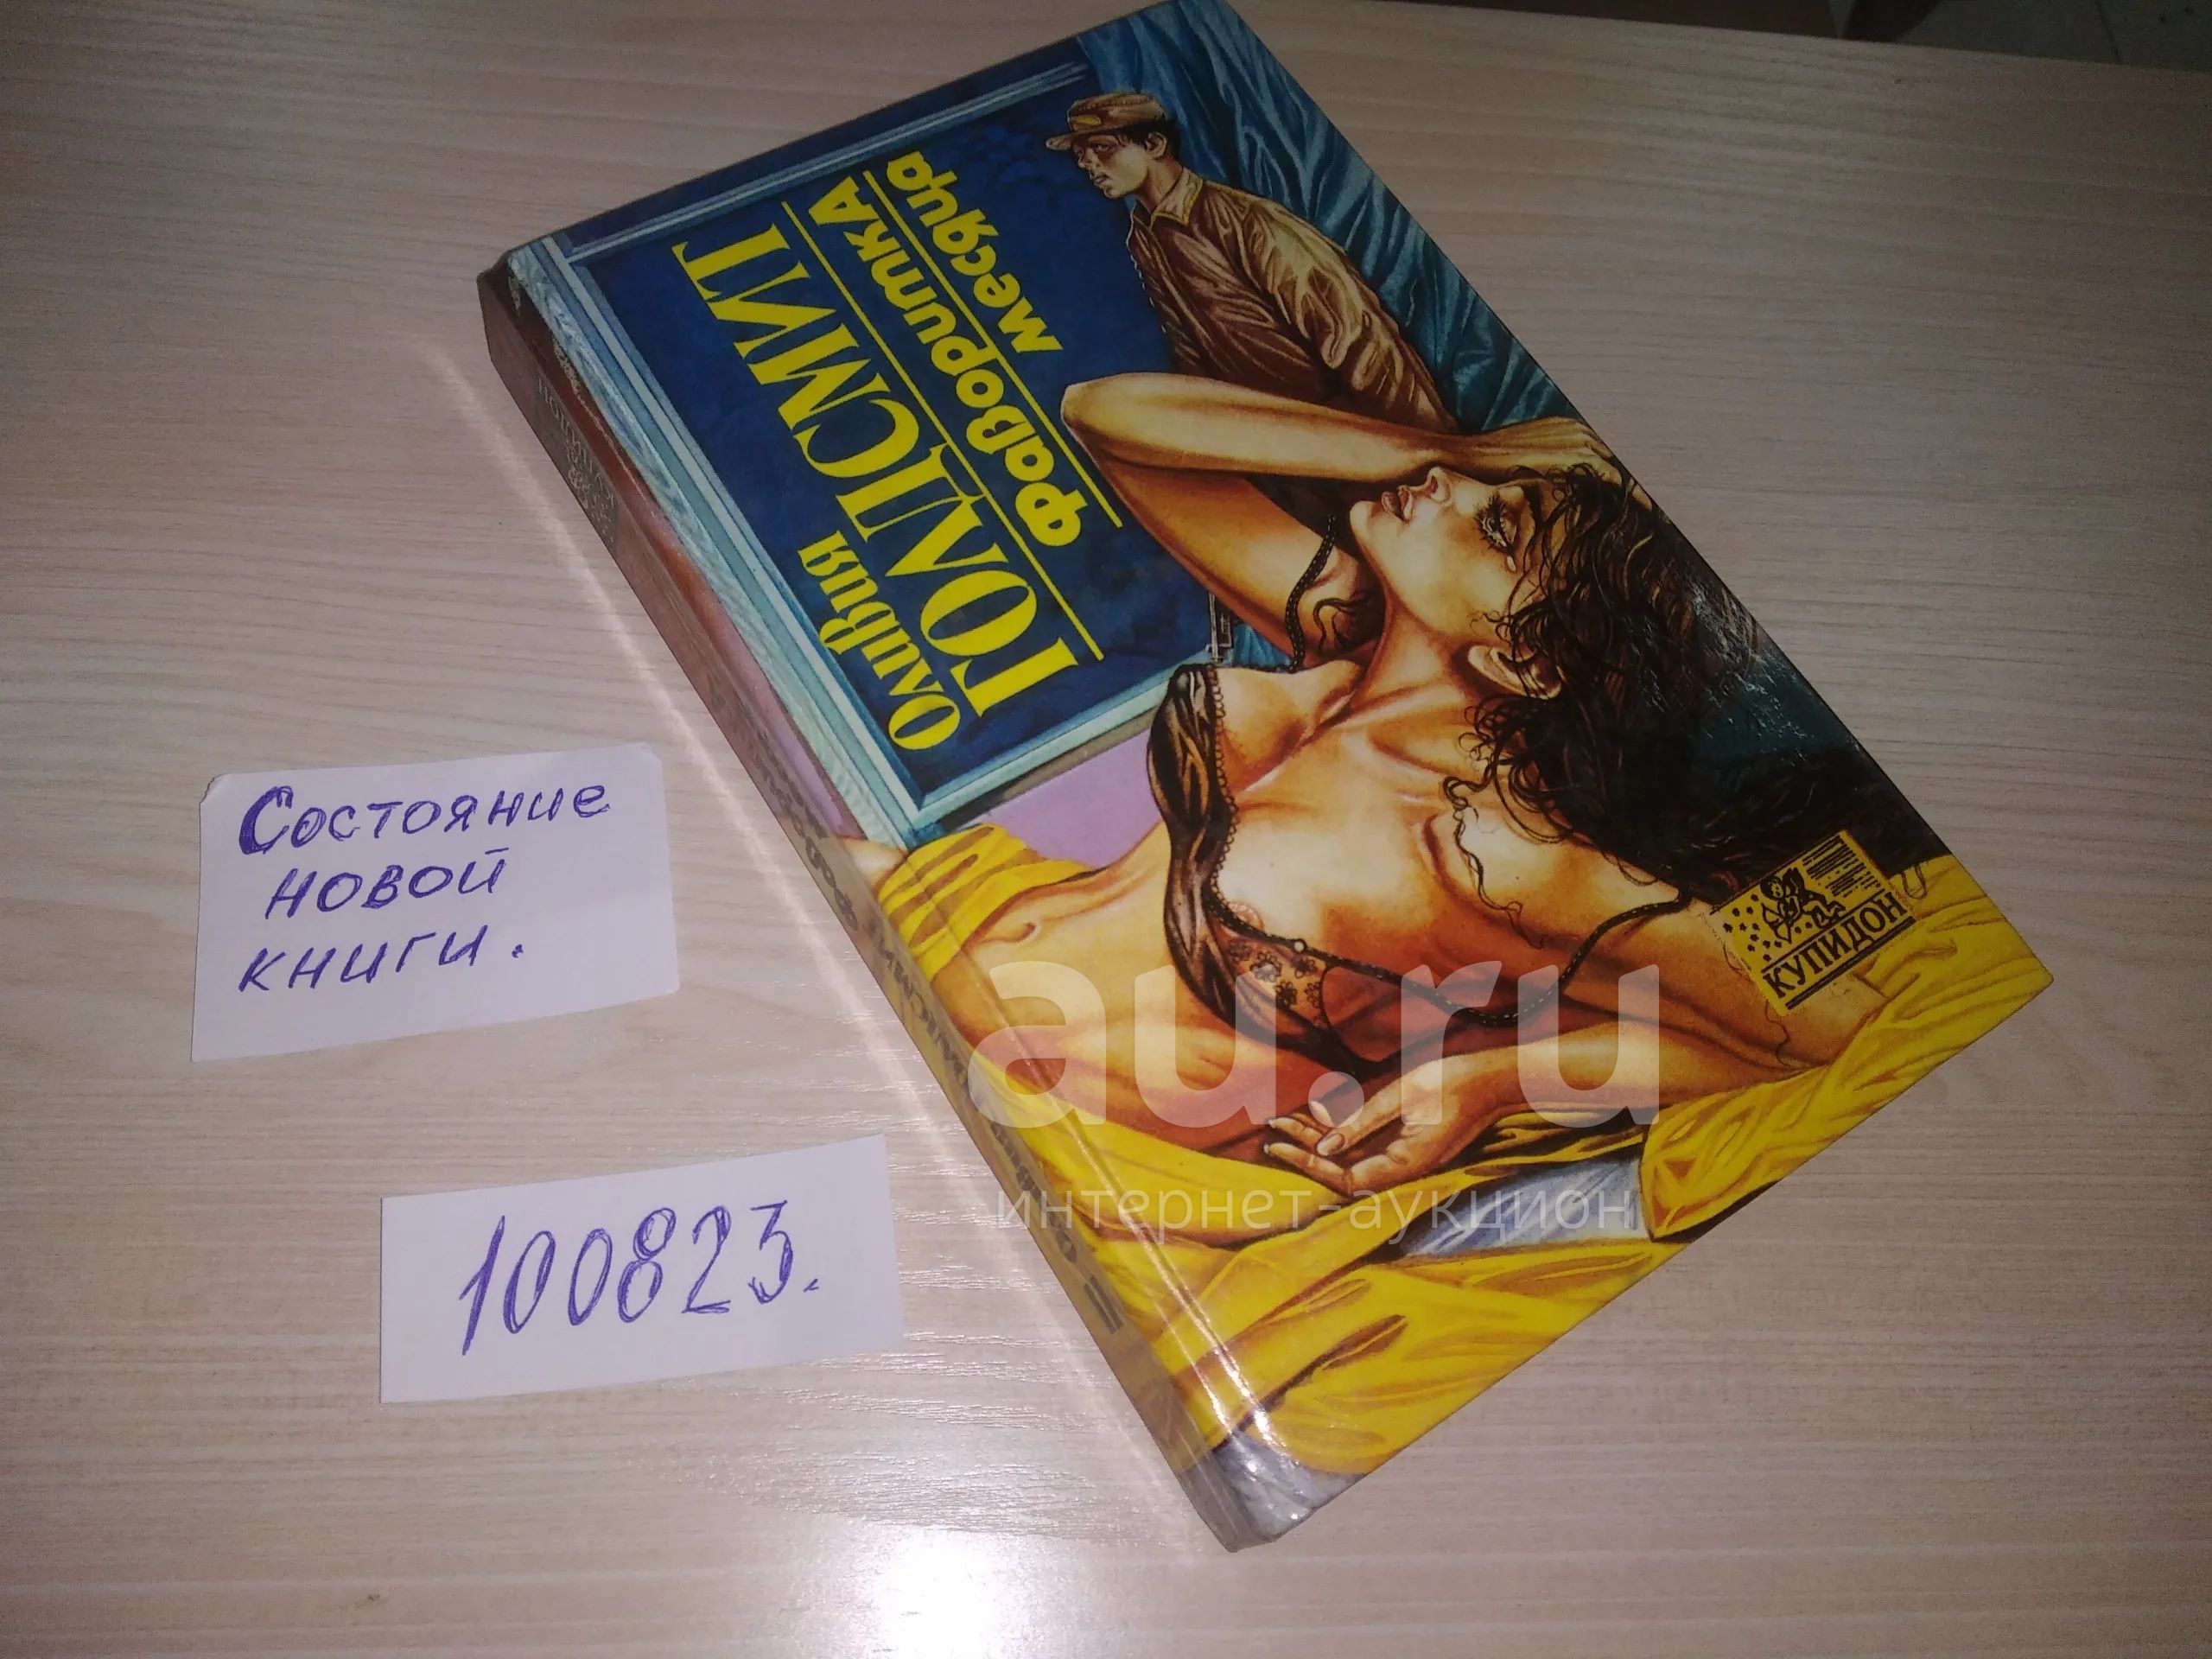 Оливия
ГОЛДСМИТ
Фаворитка
месяца
КУПИДОН
Состояние
новой
книги.
100823.
au.ru
интернет-аукцион